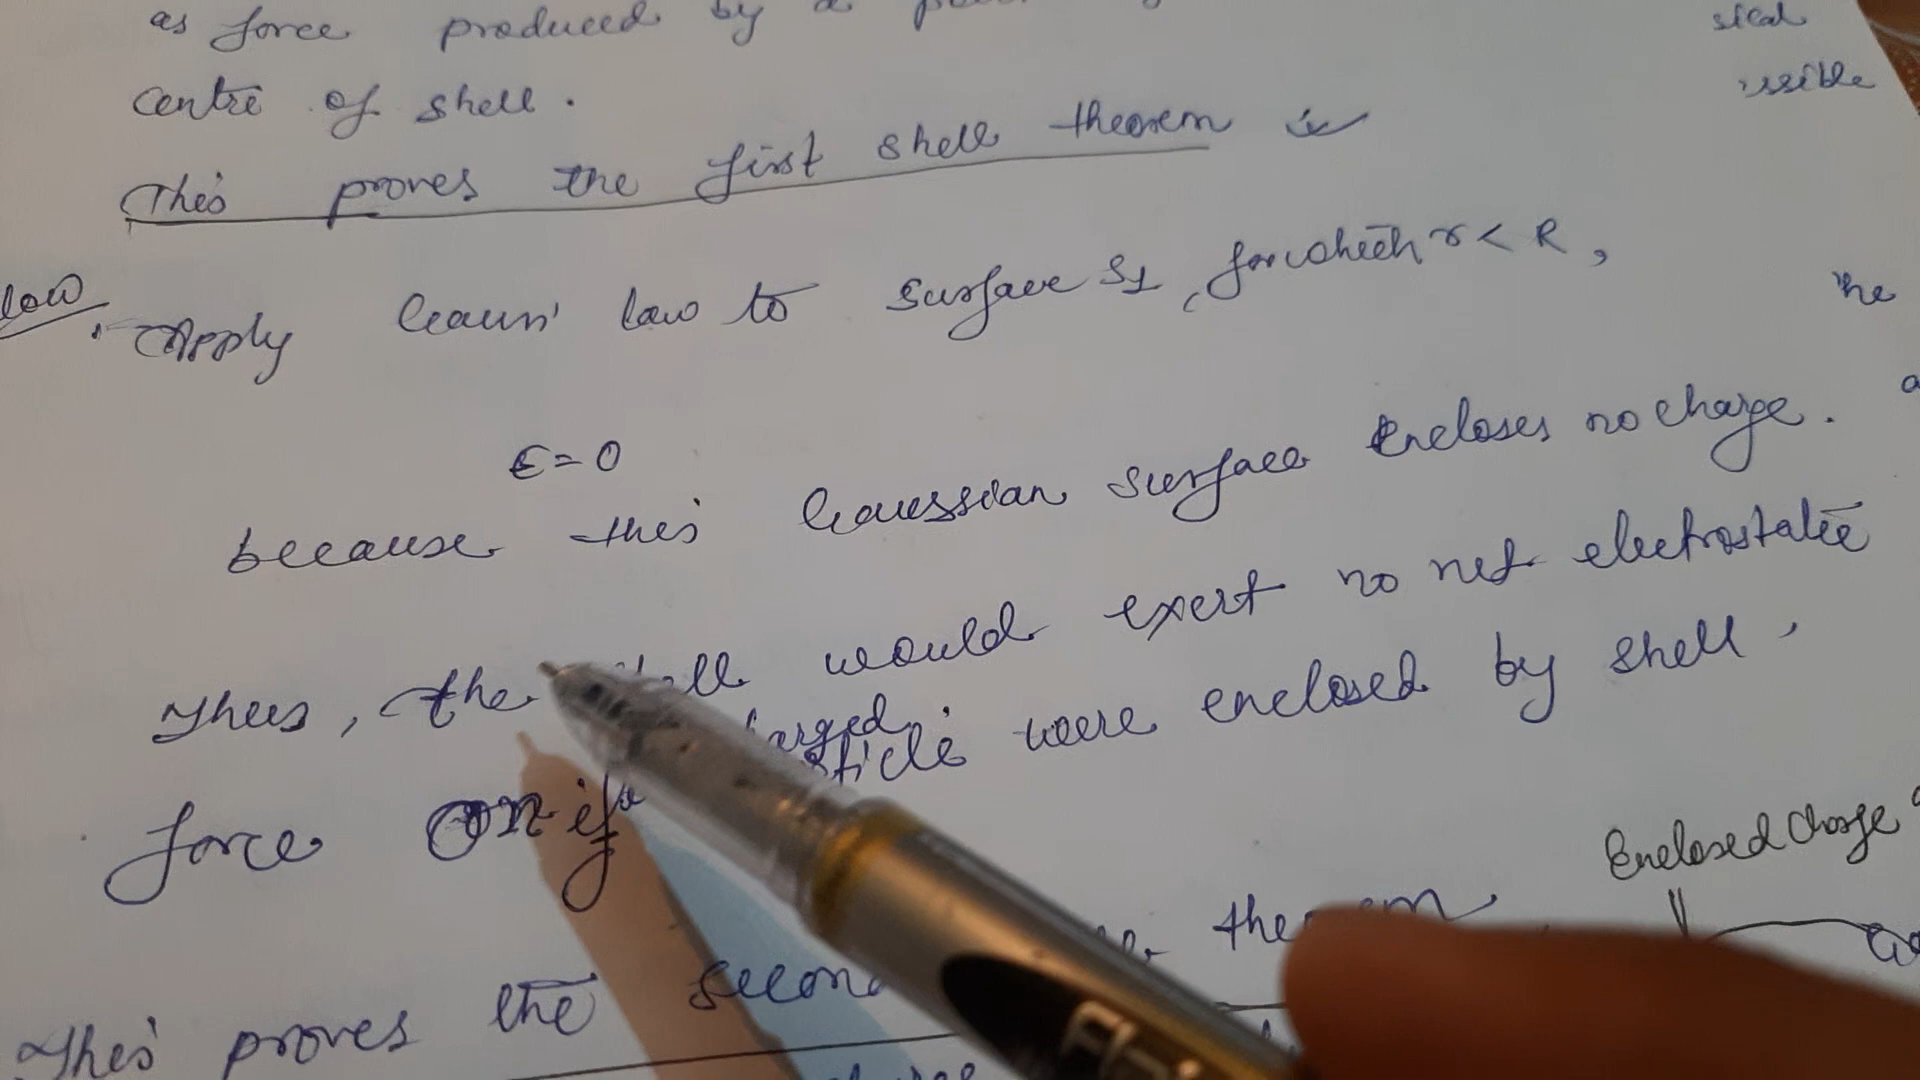 as force produced by a
centre of shell.
This proves the first shell theorem
law
Apply Gauss' law to surface S1, for which r < R,
E = 0
because this Gaussian surface encloses no charge.
Thus, the would exert no net electrostatic
force on if were enclosed by shell.
Enclosed Charge
This proves the